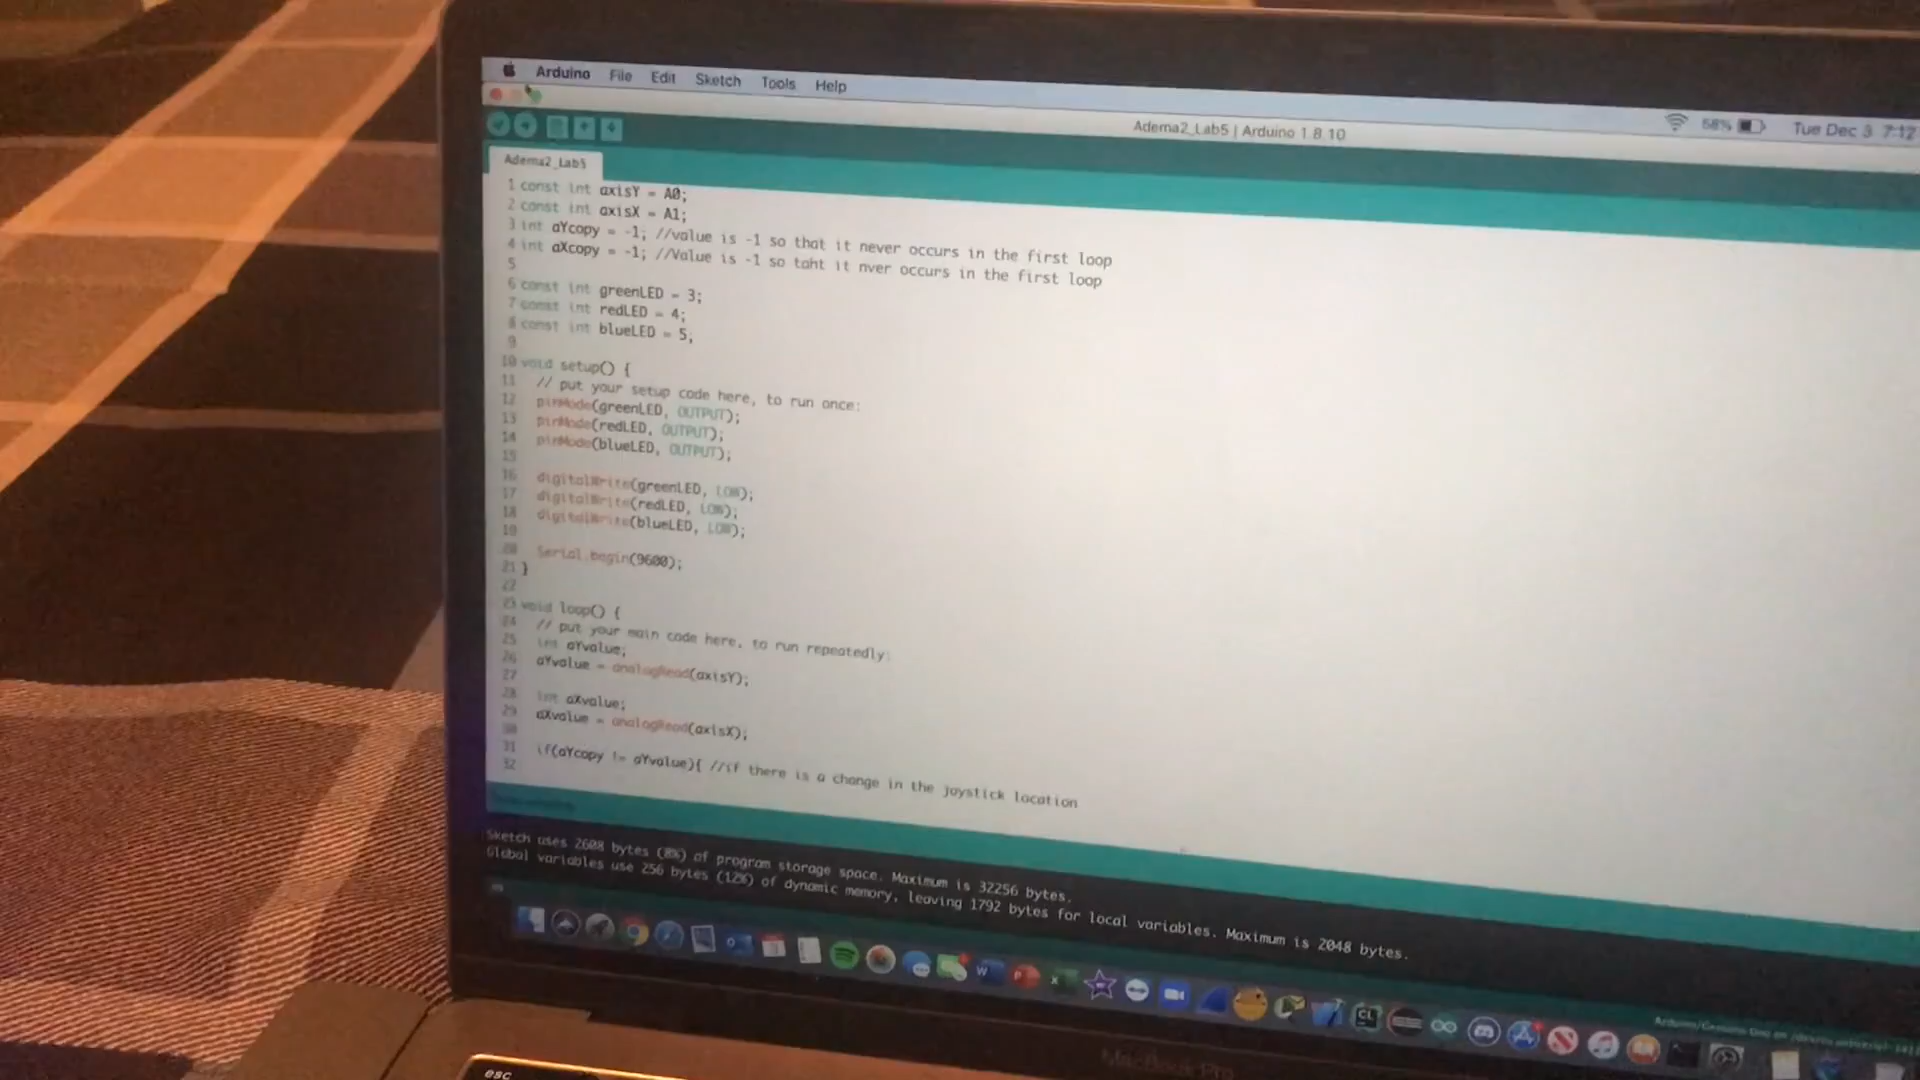 Arduino File Edit Sketch Tools Help
58% Tue Dec 3 7:12
Adema2_Lab5 | Arduino 1.8.10
Adema2_Lab5
1 const int axisY = A0;
2 const int axisX = A1;
3 int aYcopy = -1; //value is -1 so that it never occurs in the first loop
4 int aXcopy = -1; //Value is -1 so taht it nver occurs in the first loop
5
6 const int greenLED = 3;
7 const int redLED = 4;
8 const int blueLED = 5;
9
10 void setup() {
11 // put your setup code here, to run once:
12 pinMode(greenLED, OUTPUT);
13 pinMode(redLED, OUTPUT);
14 pinMode(blueLED, OUTPUT);
15
16 digitalWrite(greenLED, LOW);
17 digitalWrite(redLED, LOW);
18 digitalWrite(blueLED, LOW);
19
20 Serial.begin(9600);
21 }
22
23 void loop() {
24 // put your main code here, to run repeatedly:
25 int aYvalue;
26 aYvalue = analogRead(axisY);
27
28 int aXvalue;
29 aXvalue = analogRead(axisX);
30
31 if(aYcopy != aYvalue){ //if there is a change in the joystick location
32
Sketch uses 2608 bytes (8%) of program storage space. Maximum is 32256 bytes.
Global variables use 256 bytes (12%) of dynamic memory, leaving 1792 bytes for local variables. Maximum is 2048 bytes.
MacBook Pro
esc